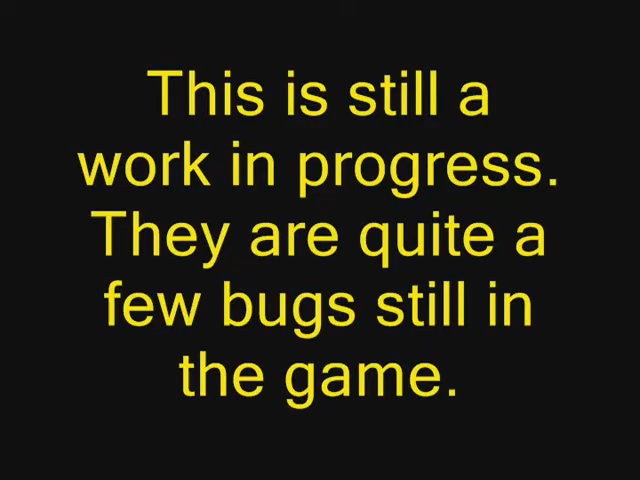 This is still a
work in progress.
They are quite a
few bugs still in
the game.